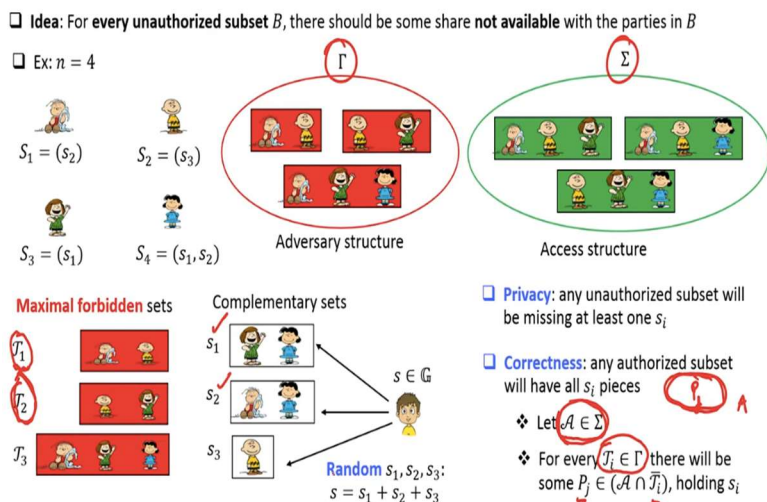 ❑ Idea: For every unauthorized subset B, there should be some share not available with the parties in B
❑ Ex: n = 4
Γ
Σ
S₁ = (s₂)
S₂ = (s₃)
S₃ = (s₁)
S₄ = (s₁, s₂)
Adversary structure
Access structure
Maximal forbidden sets
Complementary sets
𝒯₁
𝒯₂
𝒯₃
s₁
s₂
s₃
s ∈ 𝔾
Random s₁, s₂, s₃:
s = s₁ + s₂ + s₃
❑ Privacy: any unauthorized subset will
be missing at least one sᵢ
❑ Correctness: any authorized subset
will have all sᵢ pieces
A
❖ Let 𝒜 ∈ Σ
❖ For every 𝒯ᵢ ∈ Γ there will be
some Pⱼ ∈ (𝒜 ∩ 𝒯̅ᵢ), holding sᵢ